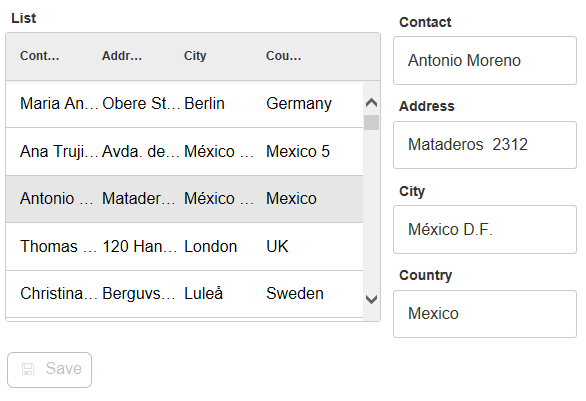 List
Cont... Addr... City Cou...
Maria An... Obere St... Berlin Germany
Ana Truji... Avda. de... México ... Mexico 5
Antonio ... Matader... México ... Mexico
Thomas ... 120 Han... London UK
Christina... Berguvs... Luleå Sweden
Save
Contact
Antonio Moreno
Address
Mataderos  2312
City
México D.F.
Country
Mexico